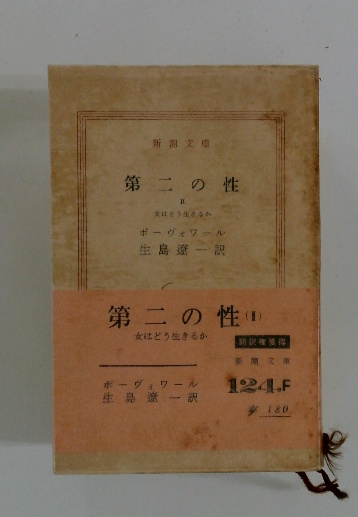 新潮文庫
第二の性
II
女はどう生きるか
ボーヴォワール
生島遼一訳
第二の性(II)
女はどう生きるか
翻訳権獲得
新潮文庫
ボーヴォワール
生島遼一訳
124.F
¥ 180